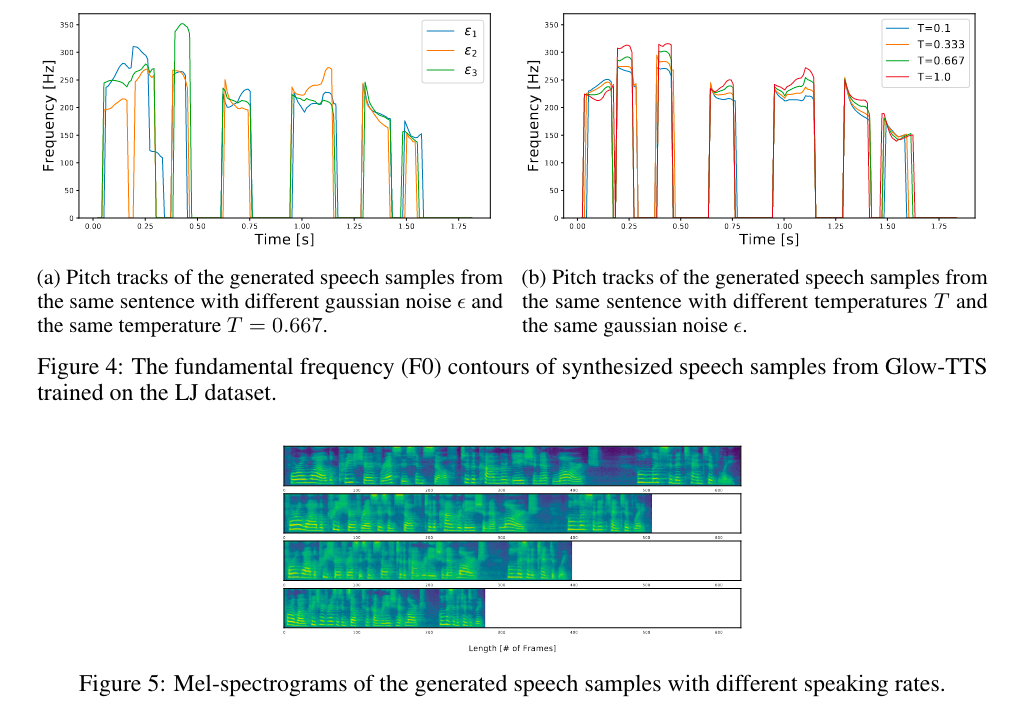 350
300
250
200
150
100
50
0
Frequency [Hz]
0.00 0.25 0.50 0.75 1.00 1.25 1.50 1.75
Time [s]
ε1
ε2
ε3
350
300
250
200
150
100
50
0
Frequency [Hz]
0.00 0.25 0.50 0.75 1.00 1.25 1.50 1.75
Time [s]
T=0.1
T=0.333
T=0.667
T=1.0
(a) Pitch tracks of the generated speech samples from
the same sentence with different gaussian noise ϵ and
the same temperature T = 0.667.
(b) Pitch tracks of the generated speech samples from
the same sentence with different temperatures T and
the same gaussian noise ϵ.
Figure 4: The fundamental frequency (F0) contours of synthesized speech samples from Glow-TTS
trained on the LJ dataset.
0 100 200 300 400 500 600
0 100 200 300 400 500 600
0 100 200 300 400 500 600
0 100 200 300 400 500 600
Length [# of Frames]
Figure 5: Mel-spectrograms of the generated speech samples with different speaking rates.